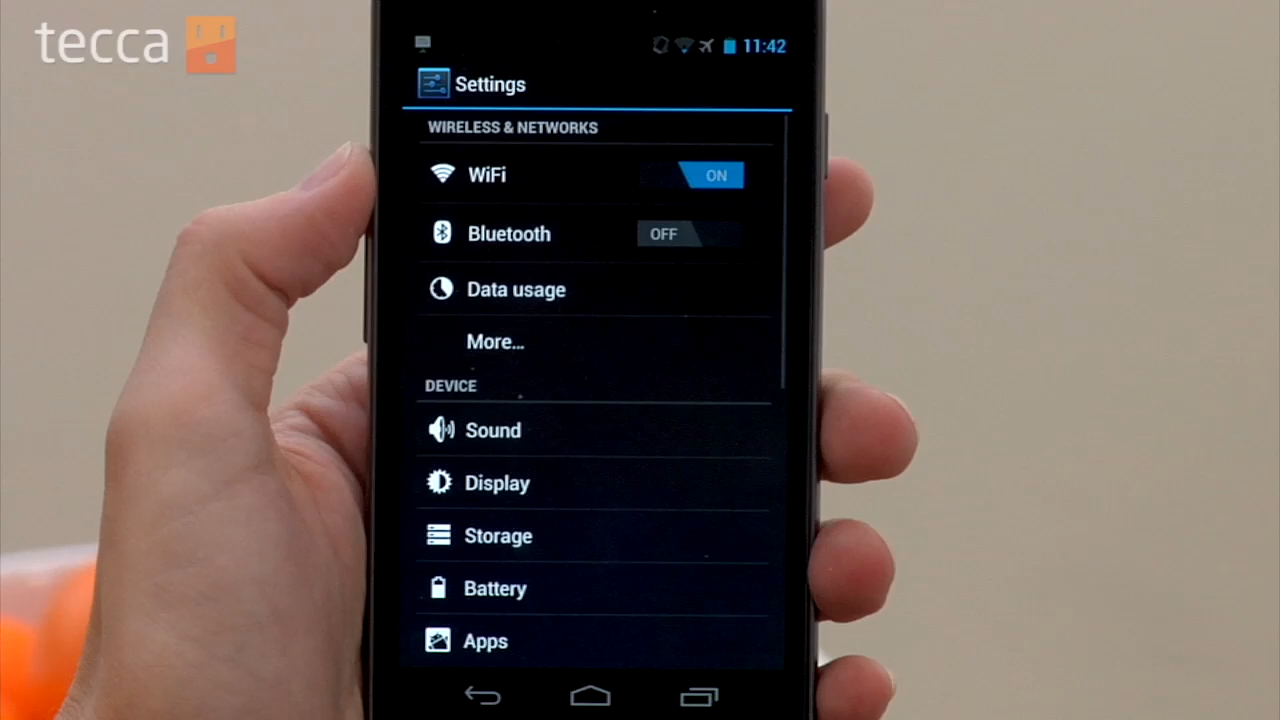 tecca
11:42
Settings
WIRELESS & NETWORKS
WiFi
ON
Bluetooth
OFF
Data usage
More...
DEVICE
Sound
Display
Storage
Battery
Apps